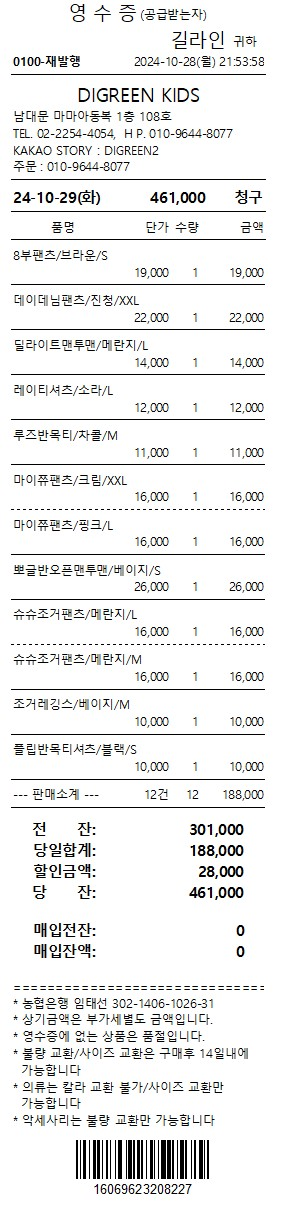 영 수 증 (공급받는자)
길라인 귀하
0100-재발행 2024-10-28(월) 21:53:58
DIGREEN KIDS
남대문 마마아동복 1층 108호
TEL. 02-2254-4054, H P. 010-9644-8077
KAKAO STORY : DIGREEN2
주문 : 010-9644-8077
24-10-29(화) 461,000 청구
품명 단가 수량 금액
8부팬츠/브라운/S
19,000 1 19,000
데이데님팬츠/진청/XXL
22,000 1 22,000
딜라이트맨투맨/메란지/L
14,000 1 14,000
레이티셔츠/소라/L
12,000 1 12,000
루즈반목티/차콜/M
11,000 1 11,000
마이쮸팬츠/크림/XXL
16,000 1 16,000
마이쮸팬츠/핑크/L
16,000 1 16,000
뽀글반오픈맨투맨/베이지/S
26,000 1 26,000
슈슈조거팬츠/메란지/L
16,000 1 16,000
슈슈조거팬츠/메란지/M
16,000 1 16,000
조거레깅스/베이지/M
10,000 1 10,000
플립반목티셔츠/블랙/S
10,000 1 10,000
--- 판매소계 --- 12건 12 188,000
전 잔: 301,000
당일합계: 188,000
할인금액: 28,000
당 잔: 461,000
매입전잔: 0
매입잔액: 0
==============================
* 농협은행 임태선 302-1406-1026-31
* 상기금액은 부가세별도 금액입니다.
* 영수증에 없는 상품은 품절입니다.
* 불량 교환/사이즈 교환은 구매후 14일내에
가능합니다
* 의류는 칼라 교환 불가/사이즈 교환만
가능합니다
* 악세사리는 불량 교환만 가능합니다
16069623208227